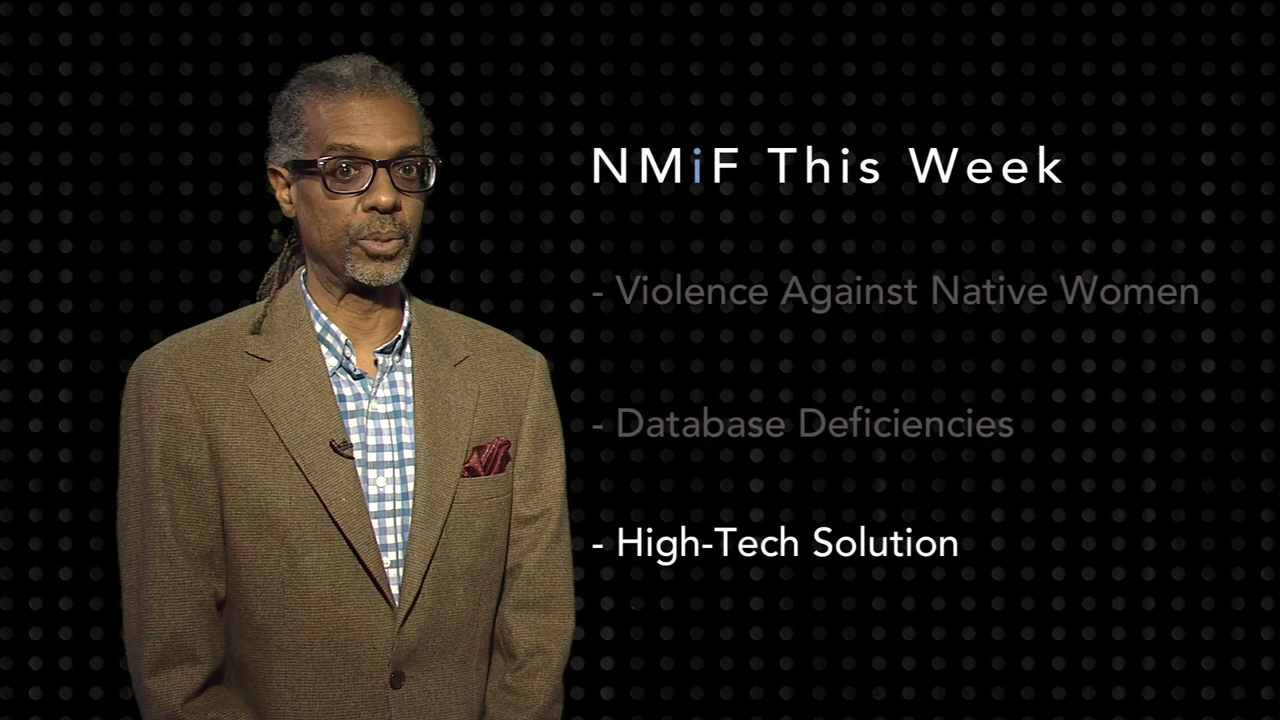 NMiF This Week
- Violence Against Native Women
- Database Deficiencies
- High-Tech Solution